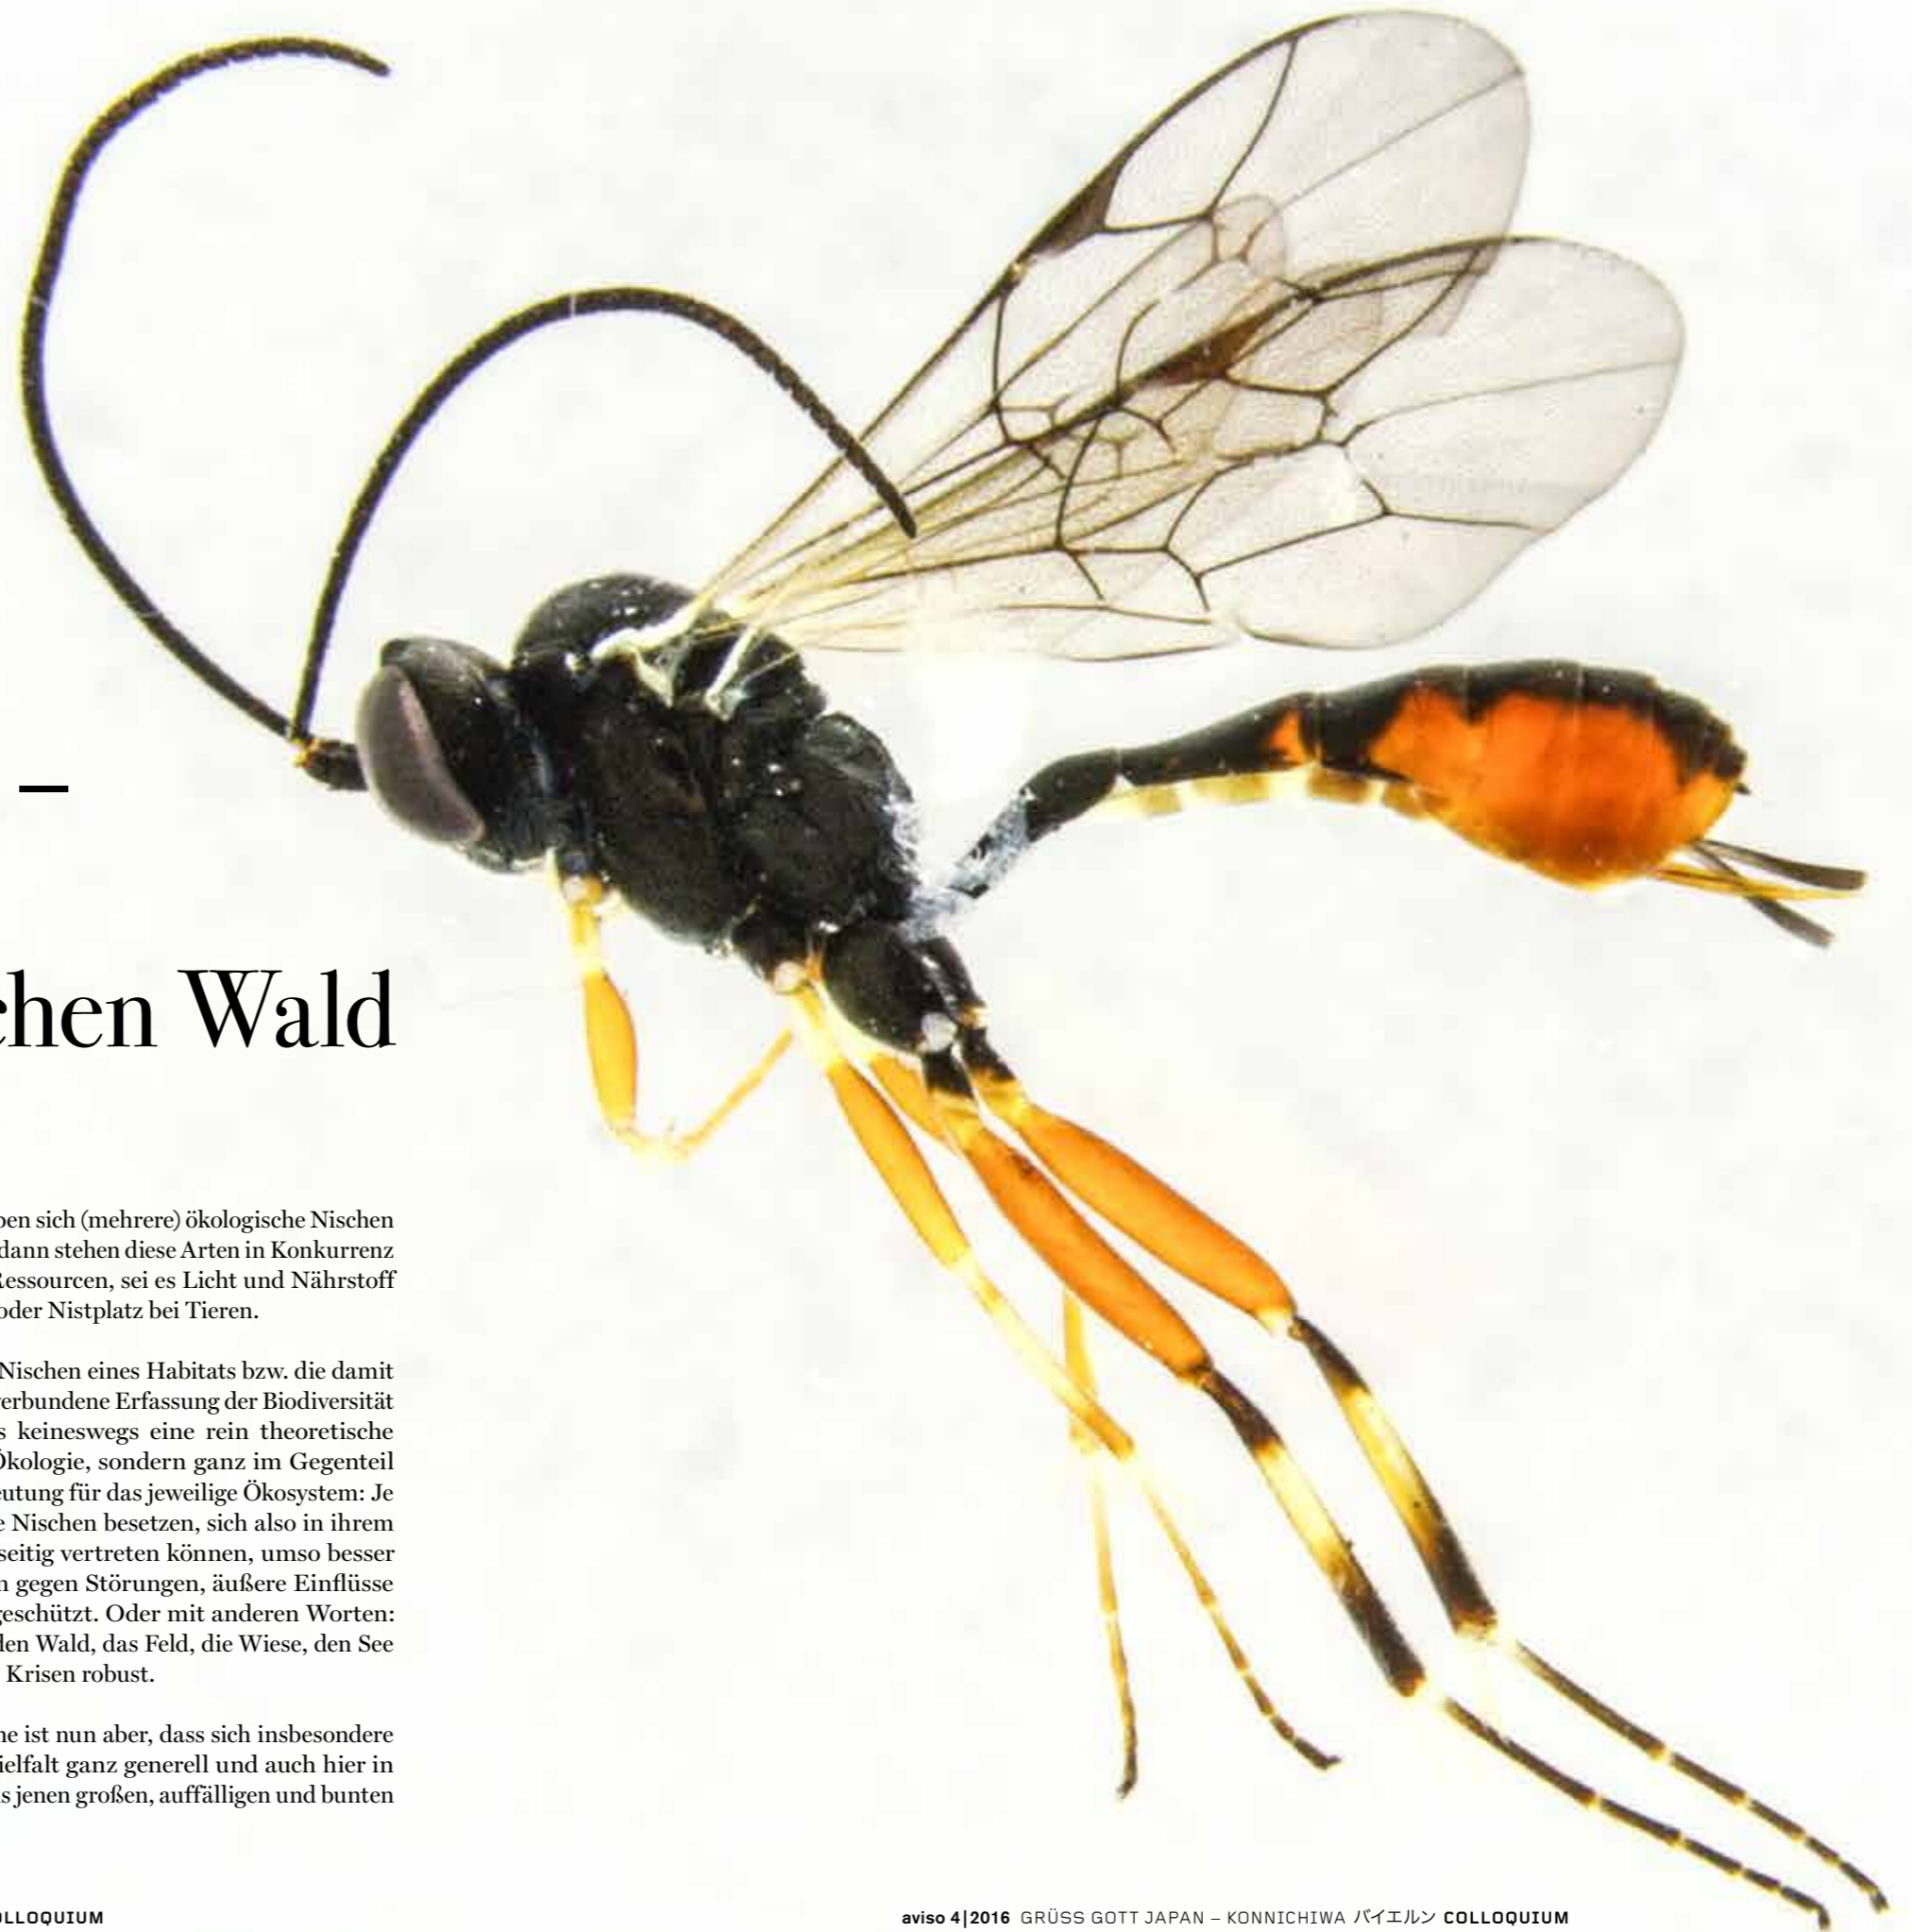 –
chen Wald
ben sich (mehrere) ökologische Nischen
dann stehen diese Arten in Konkurrenz
Ressourcen, sei es Licht und Nährstoff
oder Nistplatz bei Tieren.
Nischen eines Habitats bzw. die damit
verbundene Erfassung der Biodiversität
s keineswegs eine rein theoretische
Ökologie, sondern ganz im Gegenteil
eutung für das jeweilige Ökosystem: Je
e Nischen besetzen, sich also in ihrem
seitig vertreten können, umso besser
n gegen Störungen, äußere Einflüsse
geschützt. Oder mit anderen Worten:
den Wald, das Feld, die Wiese, den See
Krisen robust.
he ist nun aber, dass sich insbesondere
ielfalt ganz generell und auch hier in
s jenen großen, auffälligen und bunten
OLLOQUIUM
aviso 4|2016 GRÜSS GOTT JAPAN – KONNICHIWA バイエルン COLLOQUIUM